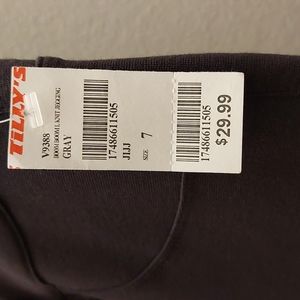 TILLY'S
V9388
GRAY
17486611505
17486611505
JIJJ
SIZE 7
$29.99